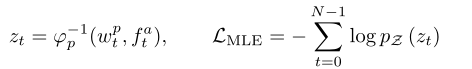 $z_t = \varphi_p^{-1}(w_t^p, f_t^a), \qquad \mathcal{L}_{\mathrm{MLE}} = -\sum_{t=0}^{N-1} \log p_{\mathcal{Z}}\,(z_t)$